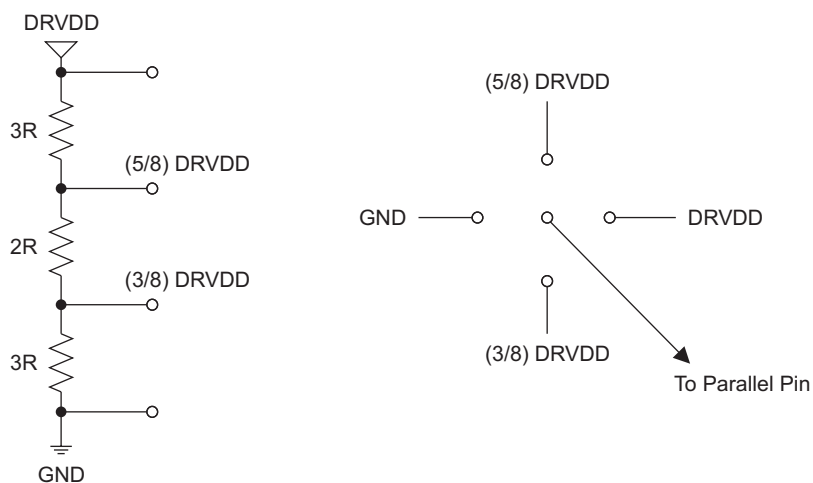 DRVDD
3R
(5/8) DRVDD
2R
(3/8) DRVDD
3R
GND
(5/8) DRVDD
GND
DRVDD
(3/8) DRVDD
To Parallel Pin